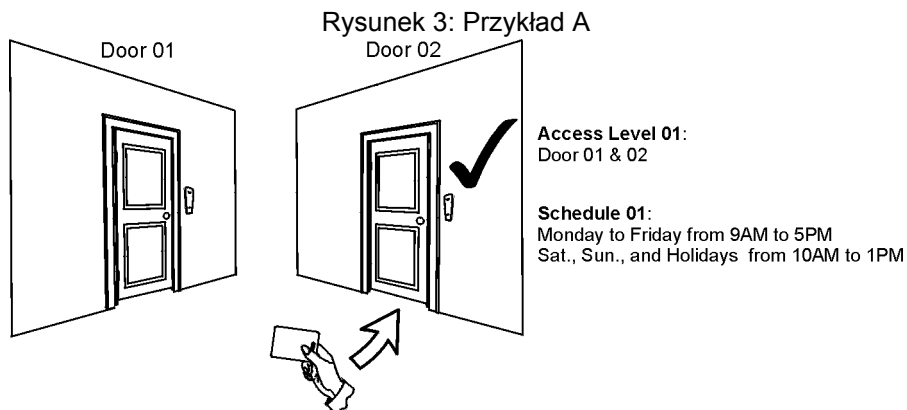 Rysunek 3: Przykład A
Door 01
Door 02
Access Level 01:
Door 01 & 02
Schedule 01:
Monday to Friday from 9AM to 5PM
Sat., Sun., and Holidays from 10AM to 1PM